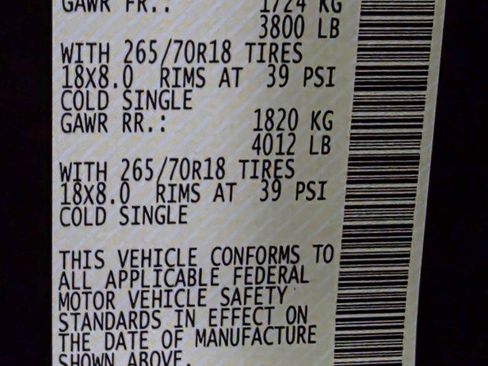 GAWR FR.: 1724 KG
3800 LB
WITH 265/70R18 TIRES
18X8.0 RIMS AT 39 PSI
COLD SINGLE
GAWR RR.: 1820 KG
4012 LB
WITH 265/70R18 TIRES
18X8.0 RIMS AT 39 PSI
COLD SINGLE
THIS VEHICLE CONFORMS TO
ALL APPLICABLE FEDERAL
MOTOR VEHICLE SAFETY
STANDARDS IN EFFECT ON
THE DATE OF MANUFACTURE
SHOWN ABOVE.